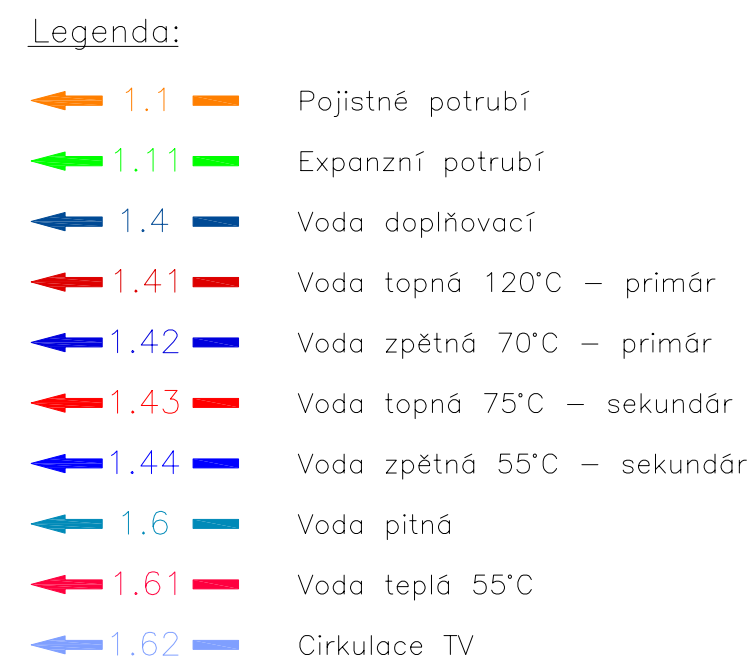 Legenda:
1.1 Pojistné potrubí
1.11 Expanzní potrubí
1.4 Voda doplňovací
1.41 Voda topná 120°C – primár
1.42 Voda zpětná 70°C – primár
1.43 Voda topná 75°C – sekundár
1.44 Voda zpětná 55°C – sekundár
1.6 Voda pitná
1.61 Voda teplá 55°C
1.62 Cirkulace TV